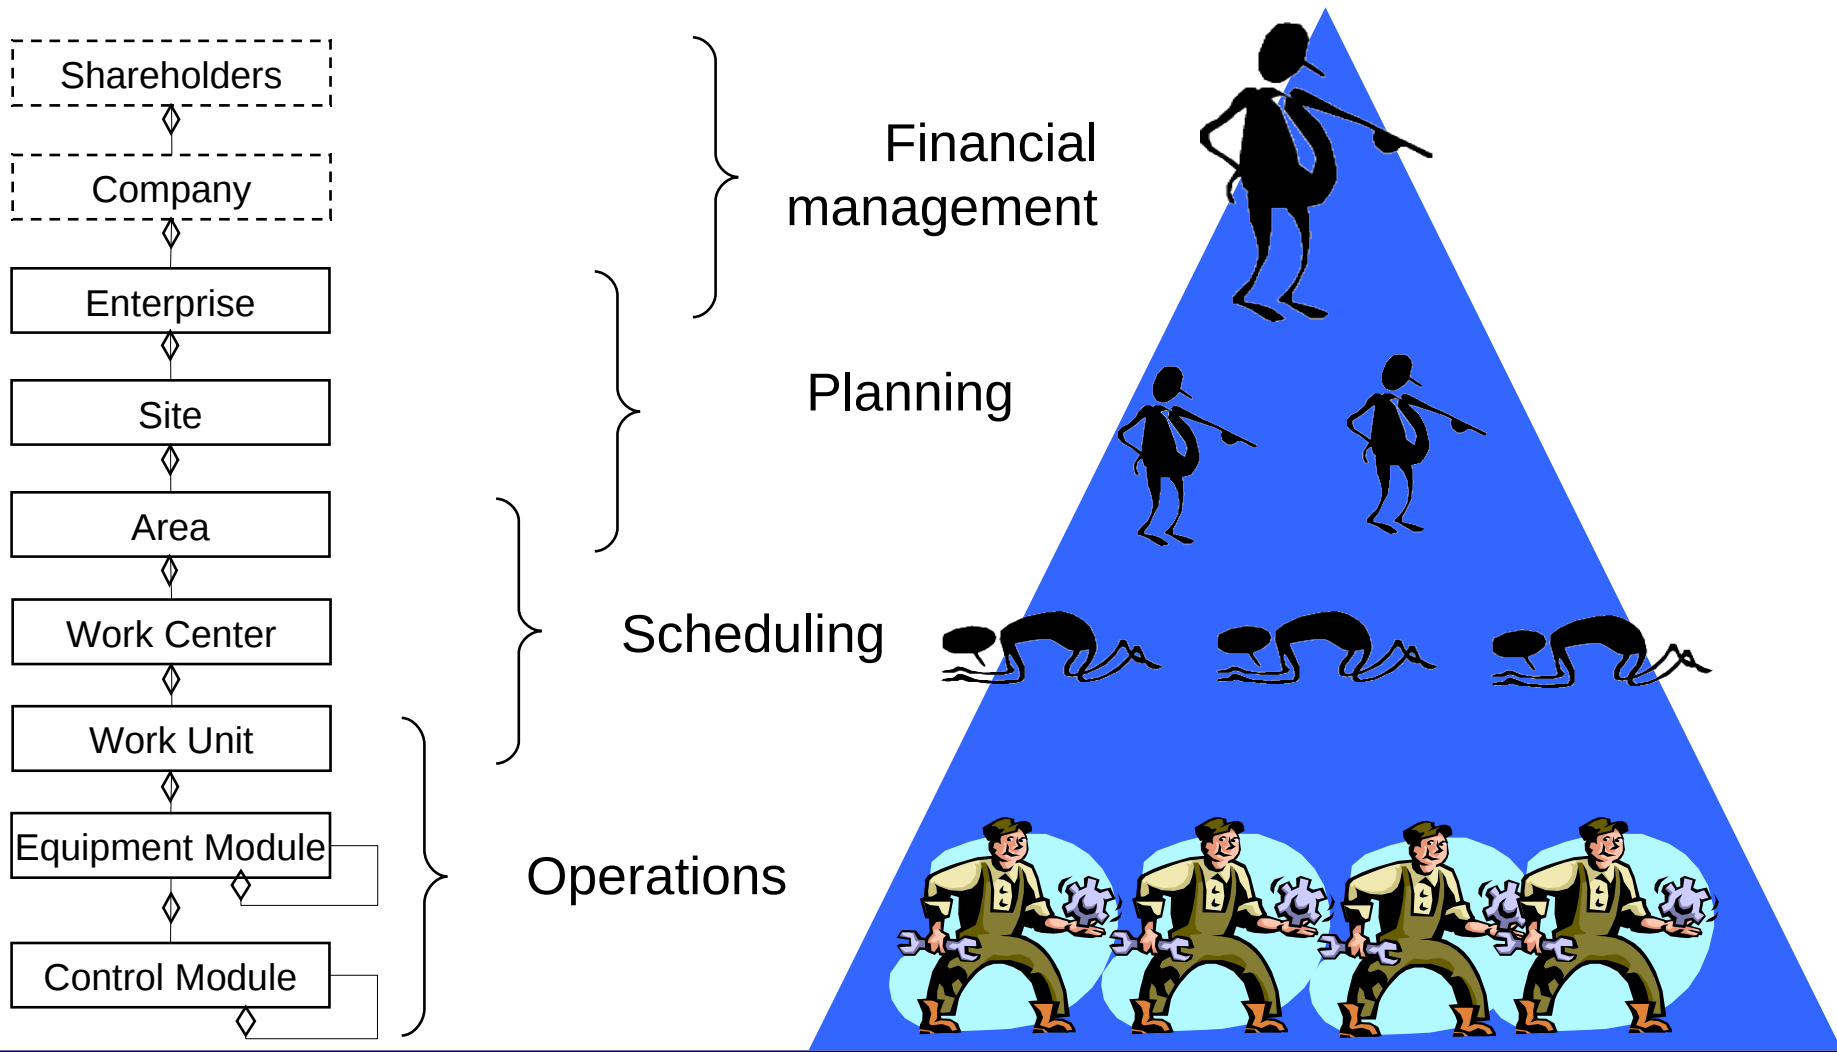 Shareholders
Company
Enterprise
Site
Area
Work Center
Work Unit
Equipment Module
Control Module
Financial
management
Planning
Scheduling
Operations